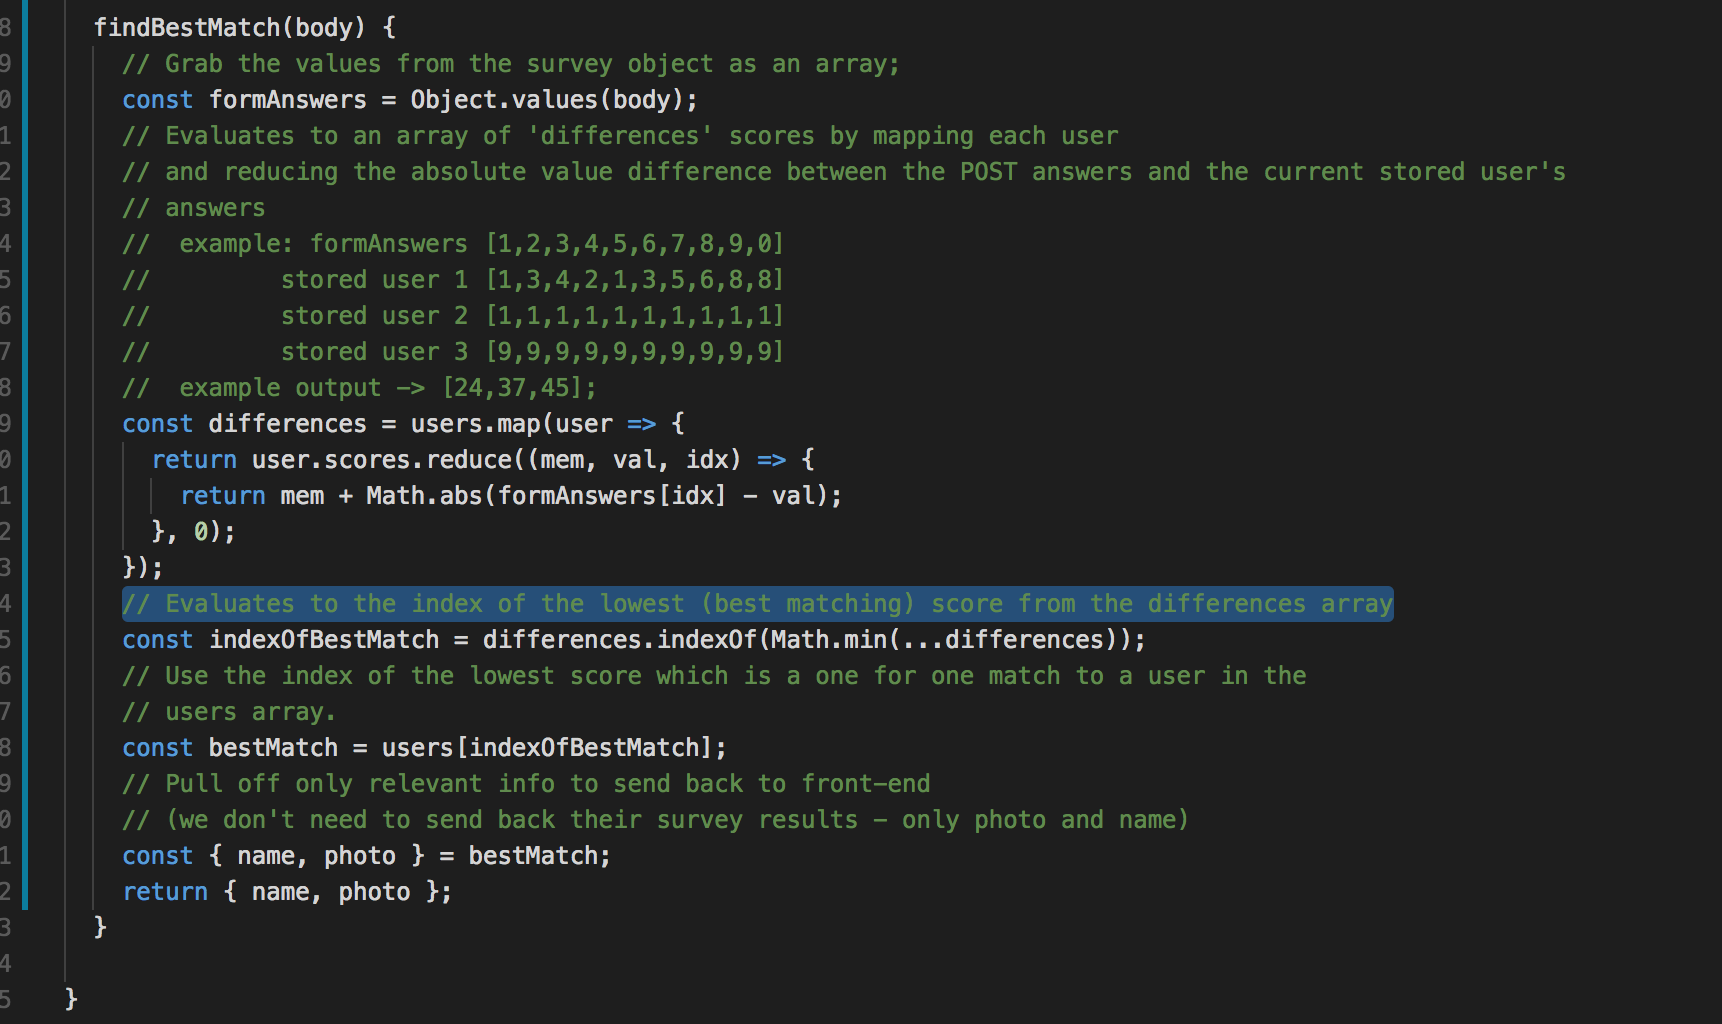 8 findBestMatch(body) {
9 // Grab the values from the survey object as an array;
0 const formAnswers = Object.values(body);
1 // Evaluates to an array of 'differences' scores by mapping each user
2 // and reducing the absolute value difference between the POST answers and the current stored user's
3 // answers
4 //  example: formAnswers [1,2,3,4,5,6,7,8,9,0]
5 //         stored user 1 [1,3,4,2,1,3,5,6,8,8]
6 //         stored user 2 [1,1,1,1,1,1,1,1,1,1]
7 //         stored user 3 [9,9,9,9,9,9,9,9,9,9]
8 //  example output -> [24,37,45];
9 const differences = users.map(user => {
0 return user.scores.reduce((mem, val, idx) => {
1 return mem + Math.abs(formAnswers[idx] - val);
2 }, 0);
3 });
4 // Evaluates to the index of the lowest (best matching) score from the differences array
5 const indexOfBestMatch = differences.indexOf(Math.min(...differences));
6 // Use the index of the lowest score which is a one for one match to a user in the
7 // users array.
8 const bestMatch = users[indexOfBestMatch];
9 // Pull off only relevant info to send back to front-end
0 // (we don't need to send back their survey results - only photo and name)
1 const { name, photo } = bestMatch;
2 return { name, photo };
3 }
4
5 }